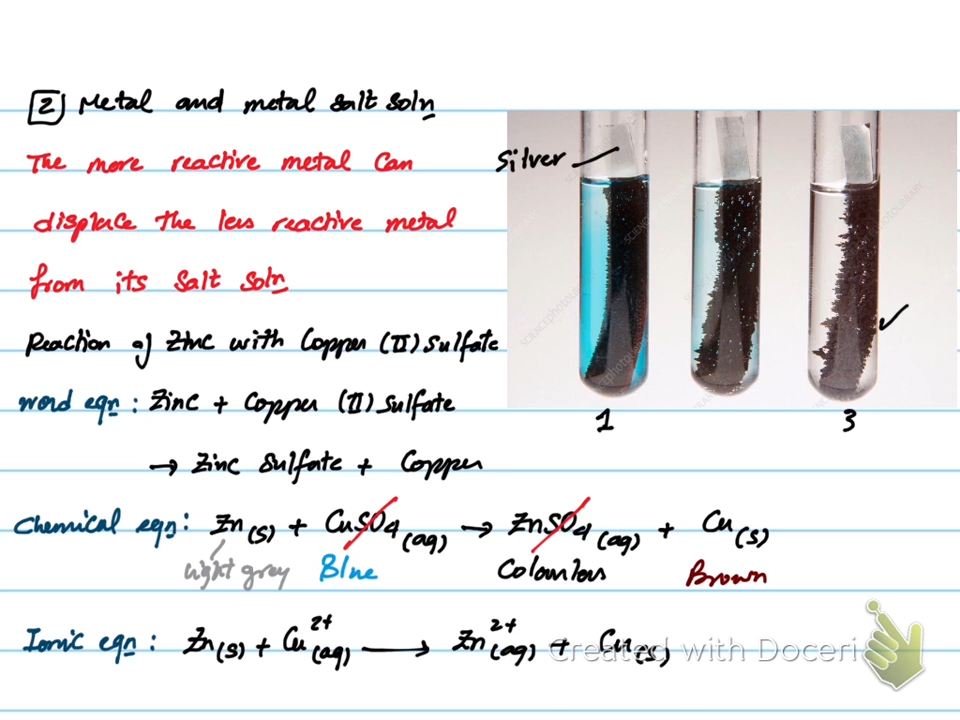 2 Metal and metal salt soln
The more reactive metal can
displace the less reactive metal
from its salt soln
Reaction of Zinc with Copper (II) Sulfate
word eqn : Zinc + Copper (II) Sulfate
→ Zinc Sulfate + Copper
Chemical eqn : Zn(s) + CuSO4 (aq) → ZnSO4 (aq) + Cu(s)
Light grey Blue Colourless Brown
Ionic eqn : Zn(s) + Cu2+(aq) → Zn2+(aq) + Cu(s)
Silver
1 3
Created with Doceri